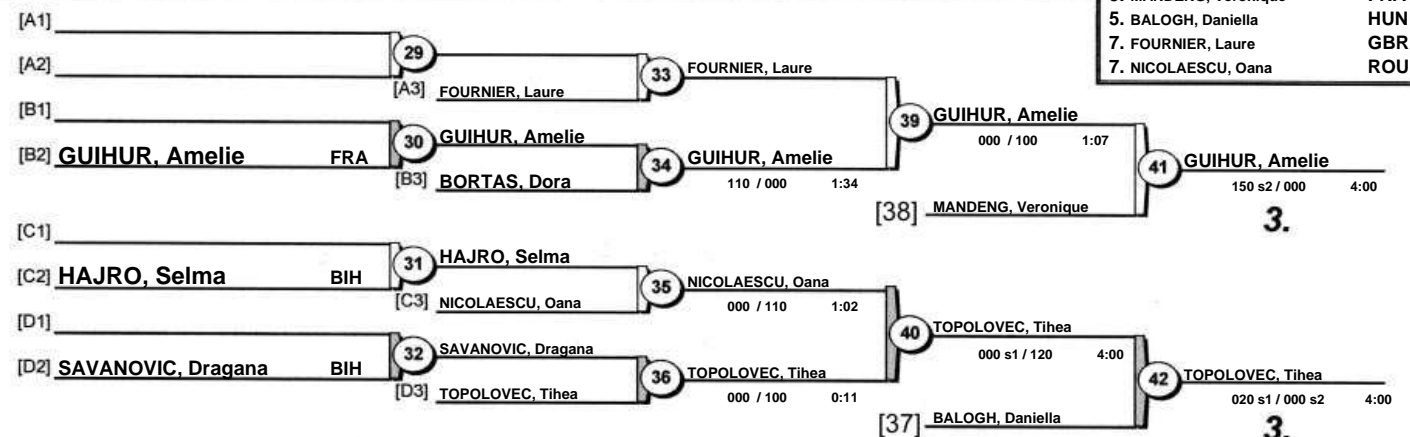 5. BALOGH, Daniella HUN
7. FOURNIER, Laure GBR
7. NICOLAESCU, Oana ROU
[A1]
[A2]
29
[A3] FOURNIER, Laure
33
FOURNIER, Laure
[B1]
[B2] GUIHUR, Amelie FRA
30
GUIHUR, Amelie
[B3] BORTAS, Dora
34
GUIHUR, Amelie
110 / 000 1:34
39
GUIHUR, Amelie
000 / 100 1:07
[38] MANDENG, Veronique
41
GUIHUR, Amelie
150 s2 / 000 4:00
3.
[C1]
[C2] HAJRO, Selma BIH
31
HAJRO, Selma
[C3] NICOLAESCU, Oana
35
NICOLAESCU, Oana
000 / 110 1:02
[D1]
[D2] SAVANOVIC, Dragana BIH
32
SAVANOVIC, Dragana
[D3] TOPOLOVEC, Tihea
36
TOPOLOVEC, Tihea
000 / 100 0:11
40
TOPOLOVEC, Tihea
000 s1 / 120 4:00
[37] BALOGH, Daniella
42
TOPOLOVEC, Tihea
020 s1 / 000 s2 4:00
3.